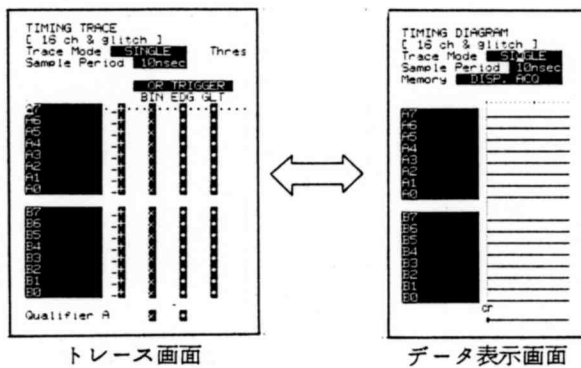 TIMING TRACE
[ 16 ch & glitch ]
Trace Mode SINGLE Thres
Sample Period 10nsec
OR TRIGGER
BIN EDG GLT
A7
A6
A5
A4
A3
A2
A1
A0
B7
B6
B5
B4
B3
B2
B1
B0
Qualifier A
トレース画面
TIMING DIAGRAM
[ 16 ch & glitch ]
Trace Mode SINGLE
Sample Period 10nsec
Memory DISP. ACQ
A7
A6
A5
A4
A3
A2
A1
A0
B7
B6
B5
B4
B3
B2
B1
B0
cr
データ表示画面